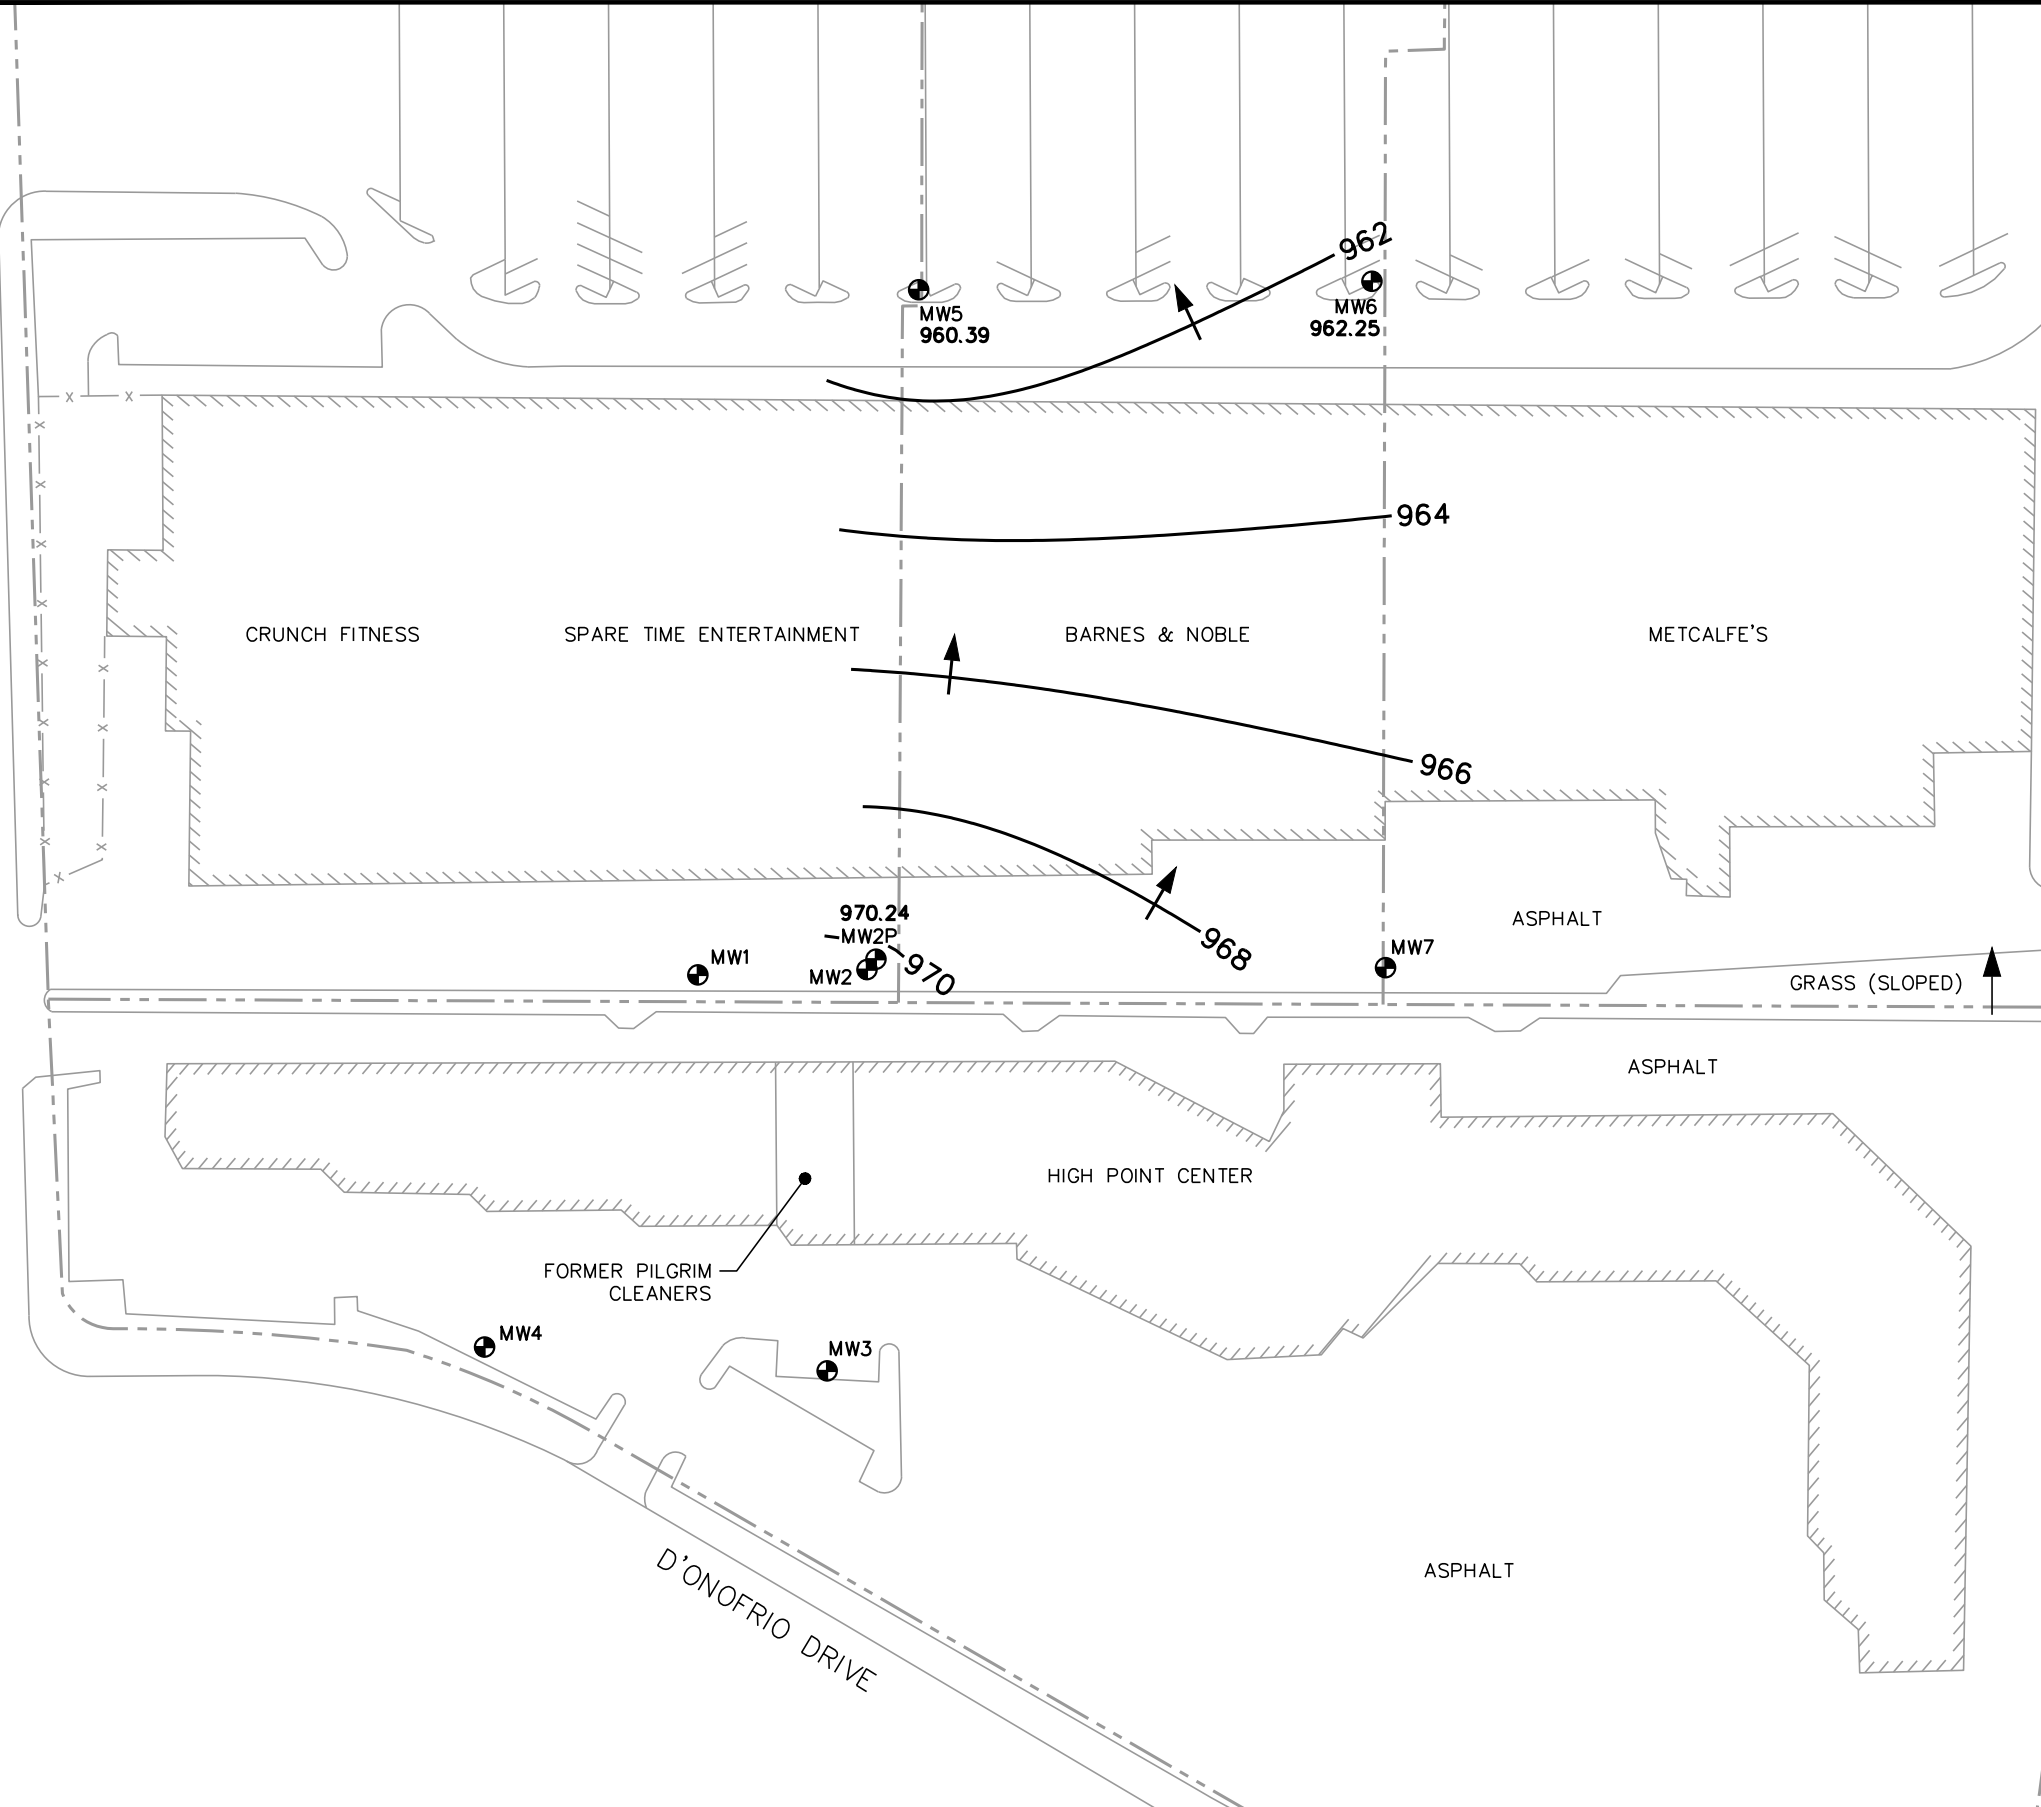 962
MW5
960.39
MW6
962.25
964
CRUNCH FITNESS
SPARE TIME ENTERTAINMENT
BARNES & NOBLE
METCALFE'S
966
970.24
MW2P
968
ASPHALT
MW1
MW2
970
MW7
GRASS (SLOPED)
ASPHALT
HIGH POINT CENTER
FORMER PILGRIM
CLEANERS
MW4
MW3
D'ONOFRIO DRIVE
ASPHALT